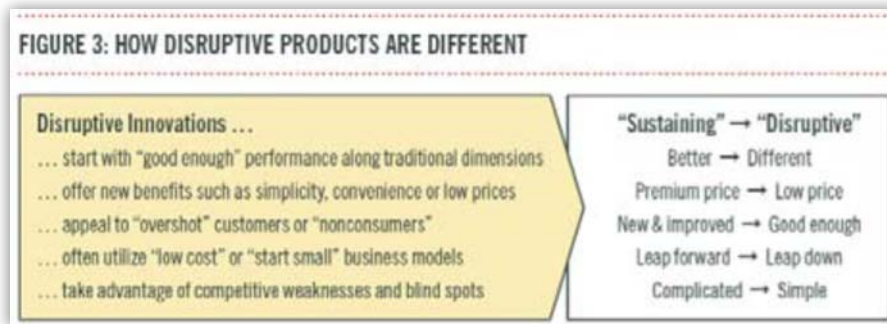 FIGURE 3: HOW DISRUPTIVE PRODUCTS ARE DIFFERENT
Disruptive Innovations ...
... start with “good enough” performance along traditional dimensions
... offer new benefits such as simplicity, convenience or low prices
... appeal to “overshot” customers or “nonconsumers”
... often utilize “low cost” or “start small” business models
... take advantage of competitive weaknesses and blind spots
“Sustaining” → “Disruptive”
Better → Different
Premium price → Low price
New & improved → Good enough
Leap forward → Leap down
Complicated → Simple